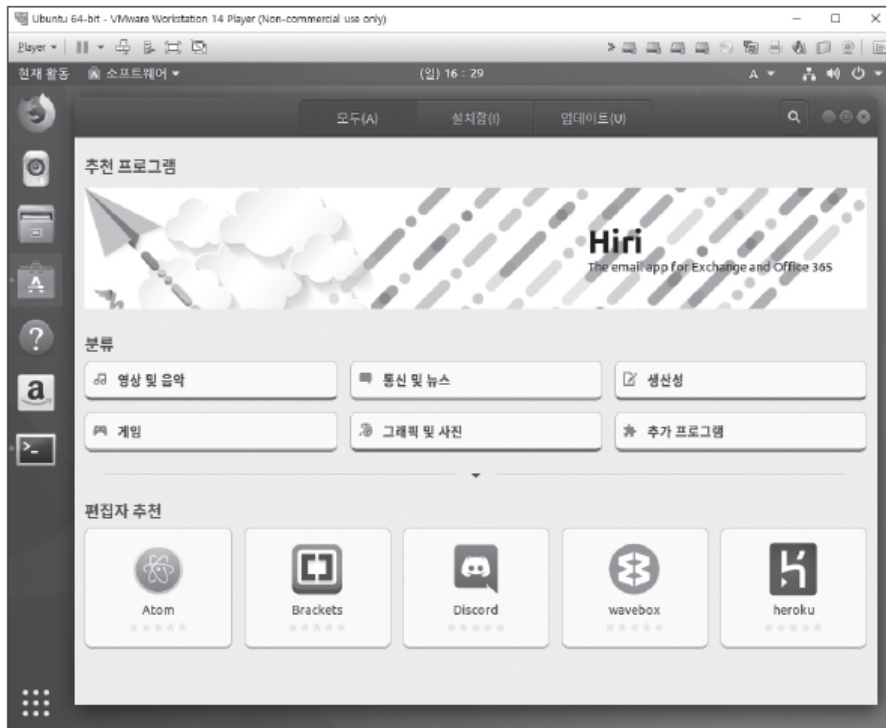 Ubuntu 64-bit - VMware Workstation 14 Player (Non-commercial use only)
Player
현재 활동 소프트웨어 (일) 16 : 29 A
모두(A) 설치함(I) 업데이트(U)
추천 프로그램
Hiri
The email app for Exchange and Office 365
분류
영상 및 음악 통신 및 뉴스 생산성
게임 그래픽 및 사진 추가 프로그램
편집자 추천
Atom Brackets Discord wavebox heroku